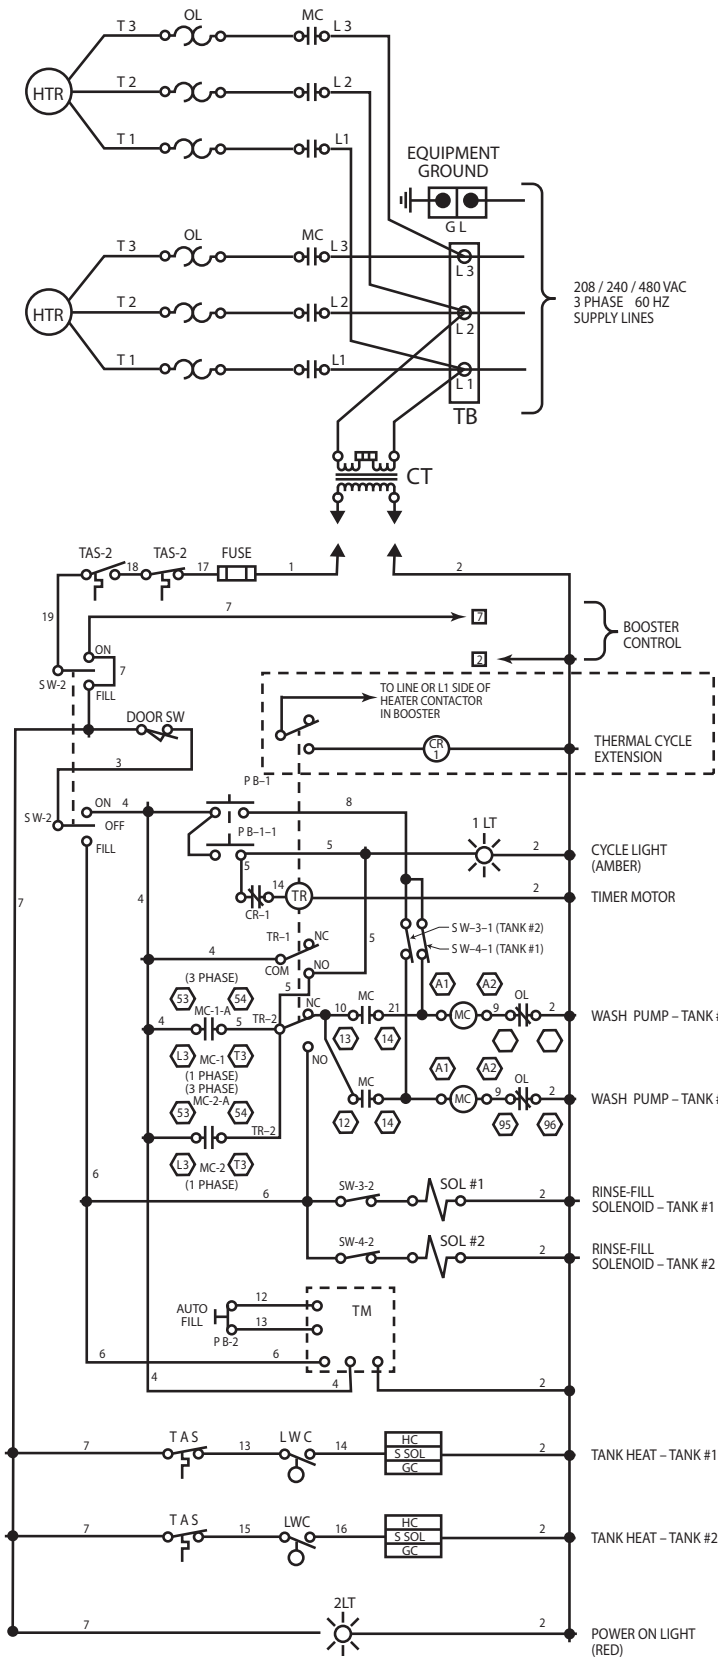 T 3 OL MC L 3
HTR T 2 L 2
T 1 L1
EQUIPMENT
GROUND
G L
T 3 OL MC L 3
L 3
208 / 240 / 480 VAC
3 PHASE 60 HZ
SUPPLY LINES
HTR T 2 L 2
L 2
T 1 L1
L 1
TB
CT
TAS-2 TAS-2 FUSE
18 17 1 2
19
7
7
ON
7
S W-2
FILL
2
BOOSTER
CONTROL
TO LINE OR L1 SIDE OF
HEATER CONTACTOR
IN BOOSTER
DOOR SW
CR
1
THERMAL CYCLE
EXTENSION
3
P B-1
ON 4
8
S W-2
OFF
P B-1-1
1 LT
FILL
5 2
CYCLE LIGHT
(AMBER)
5
14 TR 2
TIMER MOTOR
CR-1
7
4
S W-3-1 (TANK #2)
S W-4-1 (TANK #1)
TR-1 NC
4
COM
NO
5
(3 PHASE)
53 54
A1 A2
MC-1-A
5
NC
10 MC 21
4 5 TR-2
MC 9 OL 2
WASH PUMP – TANK #
13 14
L3 MC-1 T3
(1 PHASE)
NO
(3 PHASE)
MC-2-A
53 54
MC
A1 A2
MC 9 OL 2
WASH PUMP – TANK #
12 14
95 96
TR-2
L3 MC-2 T3
(1 PHASE)
6
6
SW-3-2 SOL #1 2
RINSE-FILL
SOLENOID – TANK #1
SW-4-2 SOL #2 2
RINSE-FILL
SOLENOID – TANK #2
AUTO
FILL
12
TM
13
P B-2
6 6
4 4 2
7 T A S 13 L W C 14
HC
S SOL
GC
2
TANK HEAT – TANK #1
7 T A S 15 LWC 16
HC
S SOL
GC
2
TANK HEAT – TANK #2
7 2LT 2
POWER ON LIGHT
(RED)